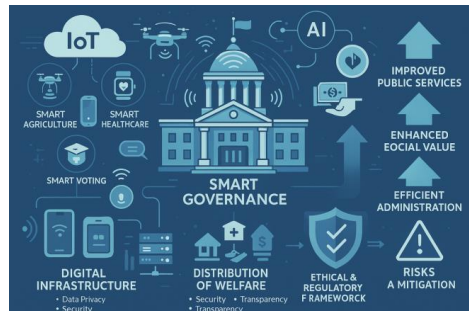 IoT
AI
SMART
AGRICULTURE
SMART
HEALTHCARE
SMART VOTING
SMART
GOVERNANCE
IMPROVED
PUBLIC SERVICES
ENHANCED
EOCIAL VALUE
EFFICIENT
ADMINISTRATION
DIGITAL
INFRASTRUCTURE
• Data Privacy
• Security
DISTRIBUTION
OF WELFARE
• Security • Transparency
• Transparency
ETHICAL &
REGULATORY
F RAMEWORCK
RISKS
A MITIGATION